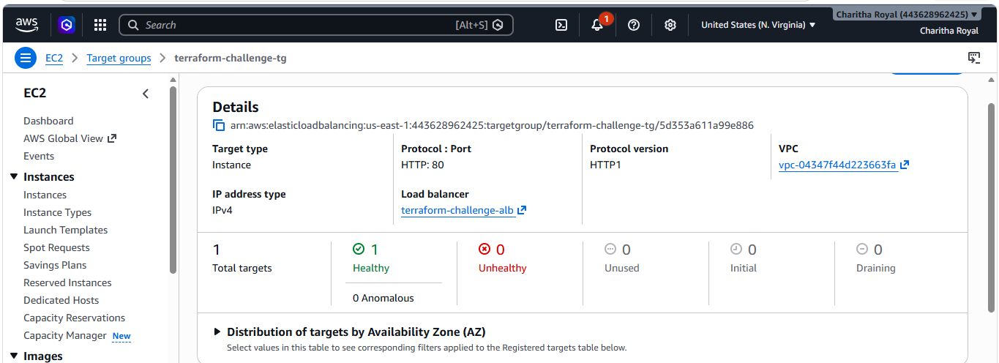 aws
Search [Alt+S]
1
United States (N. Virginia) ▼
Charitha Royal (443628962425) ▼
Charitha Royal
EC2 > Target groups > terraform-challenge-tg
EC2
Dashboard
AWS Global View
Events
Instances
Instances
Instance Types
Launch Templates
Spot Requests
Savings Plans
Reserved Instances
Dedicated Hosts
Capacity Reservations
Capacity Manager New
Images
Details
arn:aws:elasticloadbalancing:us-east-1:443628962425:targetgroup/terraform-challenge-tg/5d353a611a99e886
Target type
Instance
Protocol : Port
HTTP: 80
Protocol version
HTTP1
VPC
vpc-04347f44d223663fa
IP address type
IPv4
Load balancer
terraform-challenge-alb
1
Total targets
1
Healthy
0 Anomalous
0
Unhealthy
0
Unused
0
Initial
0
Draining
Distribution of targets by Availability Zone (AZ)
Select values in this table to see corresponding filters applied to the Registered targets table below.